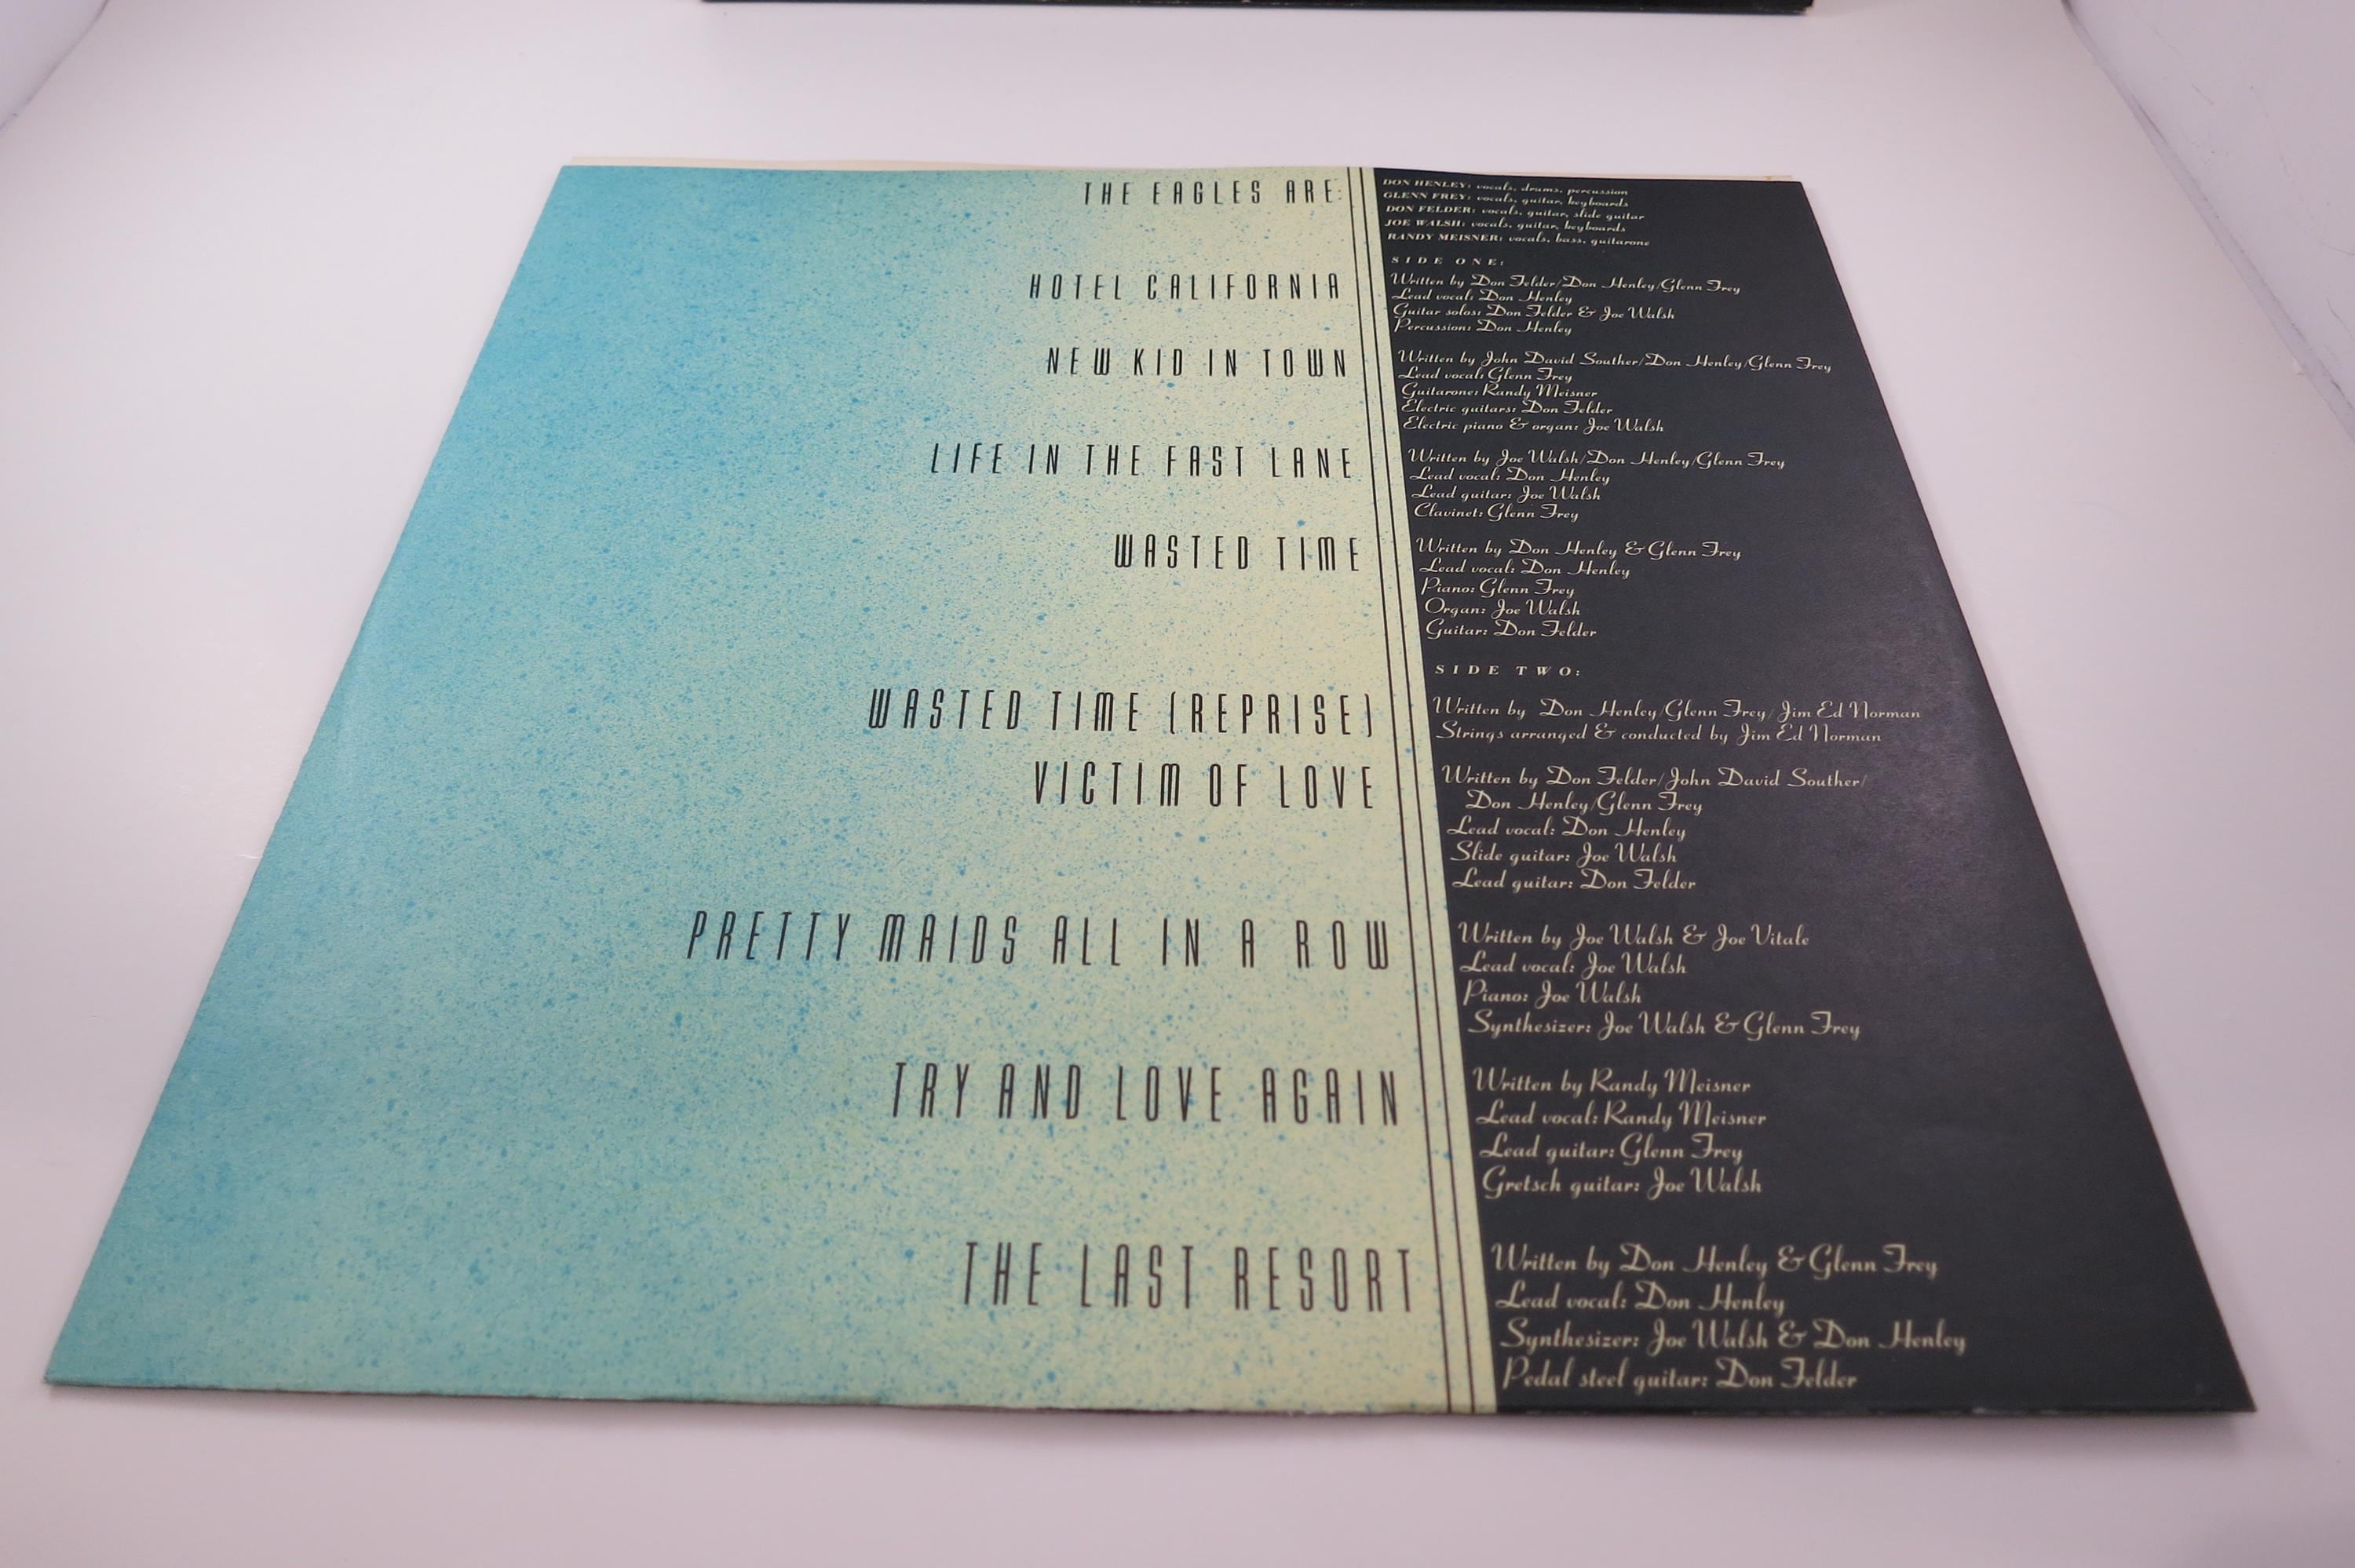 THE EAGLES ARE:
DON HENLEY: vocals, drums, percussion
GLENN FREY: vocals, guitar, keyboards
DON FELDER: vocals, guitar, slide guitar
JOE WALSH: vocals, guitar, keyboards
RANDY MEISNER: vocals, bass, guitarone
SIDE ONE:
HOTEL CALIFORNIA
Written by Don Felder/Don Henley/Glenn Frey
Lead vocal: Don Henley
Guitar solos: Don Felder & Joe Walsh
Percussion: Don Henley
NEW KID IN TOWN
Written by John David Souther/Don Henley/Glenn Frey
Lead vocal: Glenn Frey
Guitarone: Randy Meisner
Electric guitars: Don Felder
Electric piano & organ: Joe Walsh
LIFE IN THE FAST LANE
Written by Joe Walsh/Don Henley/Glenn Frey
Lead vocal: Don Henley
Lead guitar: Joe Walsh
Clavinet: Glenn Frey
WASTED TIME
Written by Don Henley & Glenn Frey
Lead vocal: Don Henley
Piano: Glenn Frey
Organ: Joe Walsh
Guitar: Don Felder
SIDE TWO:
WASTED TIME (REPRISE)
Written by Don Henley/Glenn Frey/Jim Ed Norman
Strings arranged & conducted by Jim Ed Norman
VICTIM OF LOVE
Written by Don Felder/John David Souther/
Don Henley/Glenn Frey
Lead vocal: Don Henley
Slide guitar: Joe Walsh
Lead guitar: Don Felder
PRETTY MAIDS ALL IN A ROW
Written by Joe Walsh & Joe Vitale
Lead vocal: Joe Walsh
Piano: Joe Walsh
Synthesizer: Joe Walsh & Glenn Frey
TRY AND LOVE AGAIN
Written by Randy Meisner
Lead vocal: Randy Meisner
Lead guitar: Glenn Frey
Gretsch guitar: Joe Walsh
THE LAST RESORT
Written by Don Henley & Glenn Frey
Lead vocal: Don Henley
Synthesizer: Joe Walsh & Don Henley
Pedal steel guitar: Don Felder